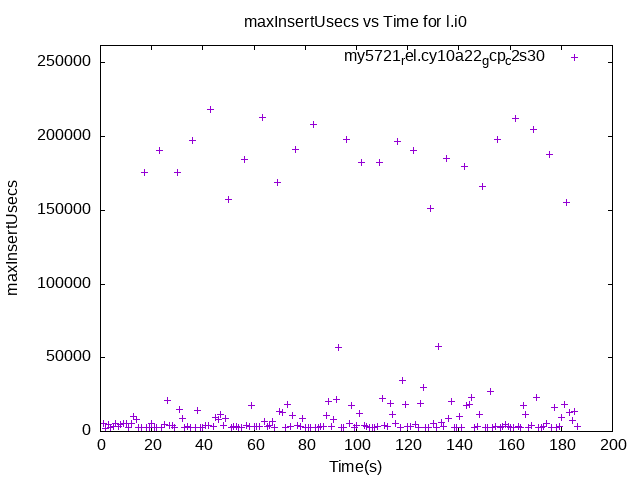 maxInsertUsecs vs Time for l.i0
my5721rel.cy10a22gcpc2s30
250000
200000
150000
100000
50000
0
maxInsertUsecs
0 20 40 60 80 100 120 140 160 180 200
Time(s)